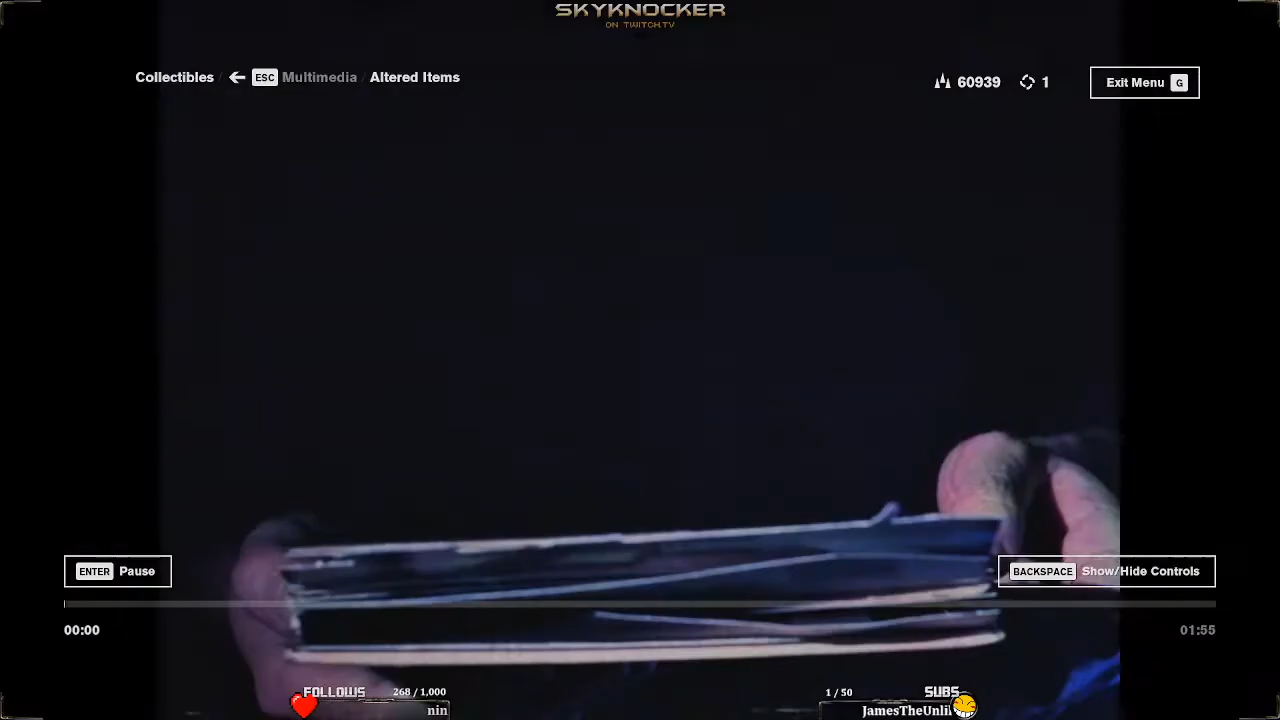 SKYKNOCKER
ON TWITCH.TV
Collectibles / ESC Multimedia / Altered Items
60939 1
Exit Menu G
ENTER Pause
BACKSPACE Show/Hide Controls
00:00
01:55
FOLLOWS 268 / 1,000
nin
1 / 50 SUBS
JamesTheUnli